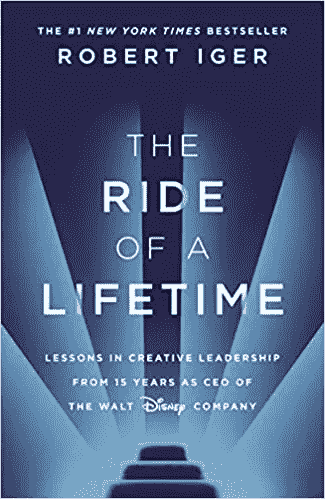 THE #1 NEW YORK TIMES BESTSELLER
ROBERT IGER
THE
RIDE
OF A
LIFETIME
LESSONS IN CREATIVE LEADERSHIP
FROM 15 YEARS AS CEO OF
THE WALT Disney COMPANY